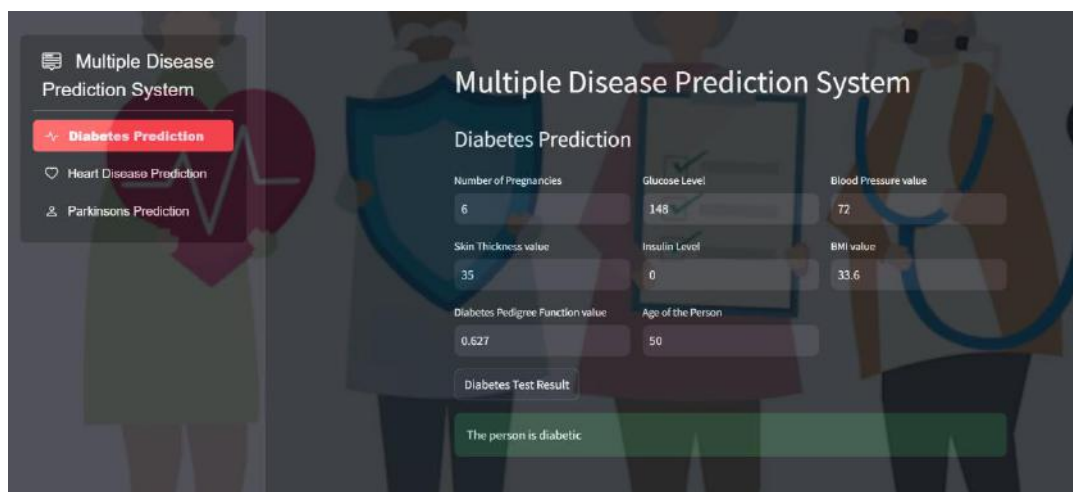 Multiple Disease
Prediction System
Diabetes Prediction
Heart Disease Prediction
Parkinsons Prediction
Multiple Disease Prediction System
Diabetes Prediction
Number of Pregnancies
Glucose Level
Blood Pressure value
6
148
72
Skin Thickness value
Insulin Level
BMI value
35
0
33.6
Diabetes Pedigree Function value
Age of the Person
0.627
50
Diabetes Test Result
The person is diabetic